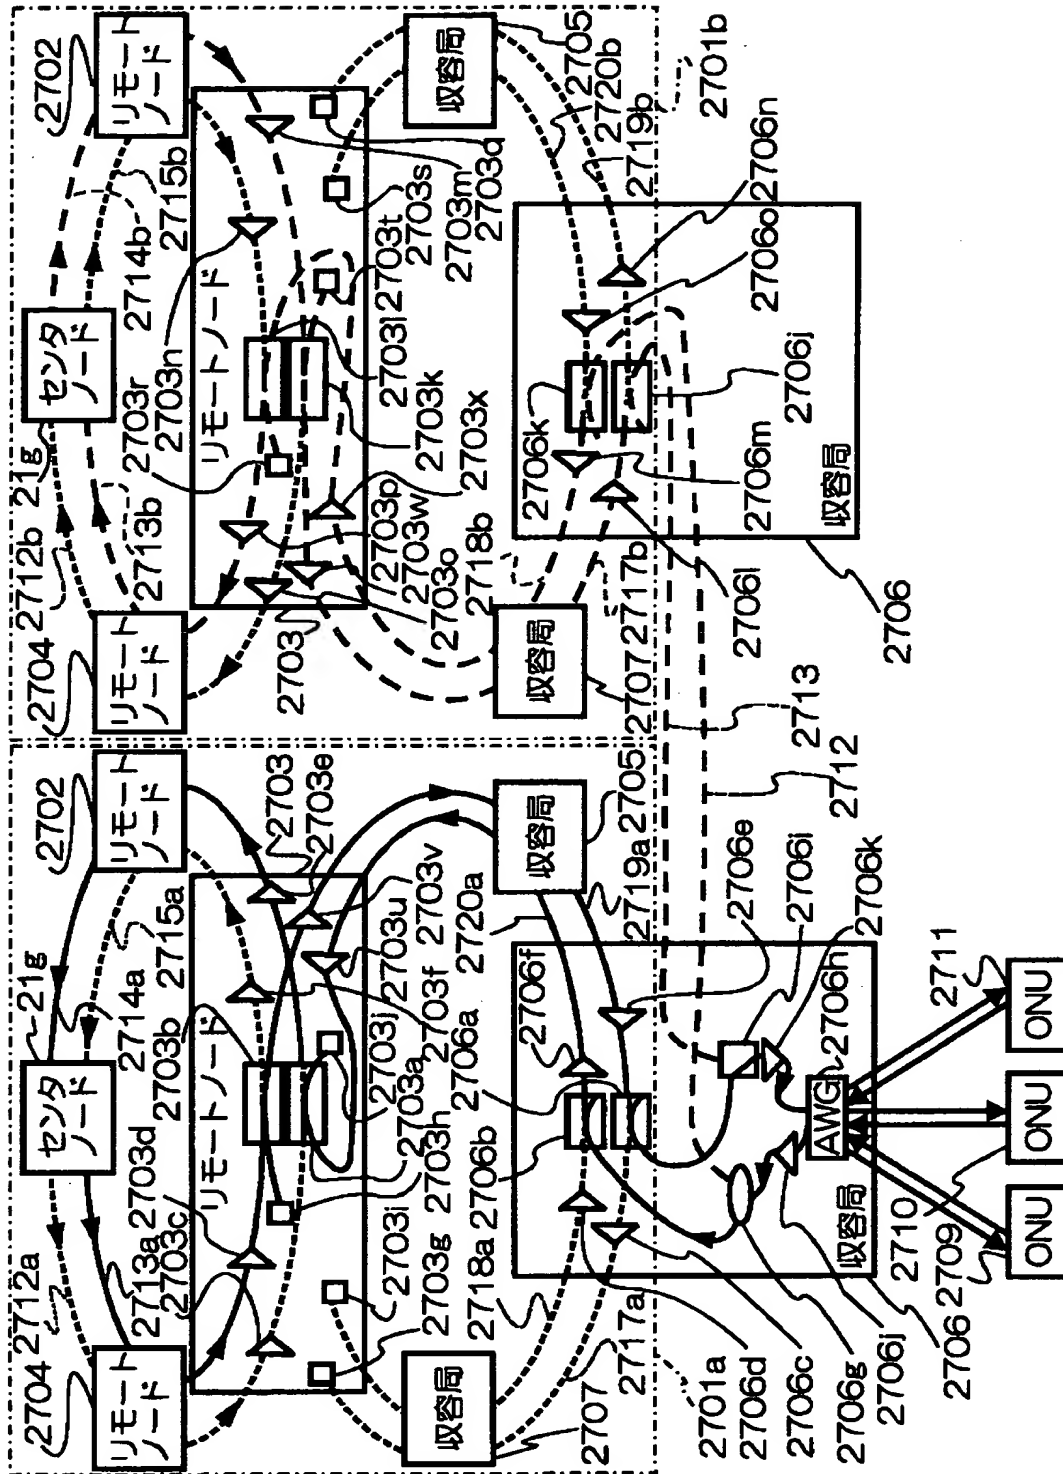 2704
リモート
ノード
2712a
2713a
センタ
ノード
21g
2714a
2715a
2702
リモート
ノード
2703c
2703d
2703b
リモートノード
2703
2703e
2703v
2703u
2703f
2703j
2703a
2703h
2703g
2703i
2706a
2706b
2718a
2717a
2707
収容局
2705
収容局
2720a
2719a
2706f
2706e
2706i
2706k
2706h
AWG
収容局
2701a
2706d
2706c
2706g
2706j
2706
2709
2710
2711
ONU
ONU
ONU
2712
2713
2704
リモート
ノード
2712b
2713b
21g
センタ
ノード
2714b
2715b
2702
リモート
ノード
2703r
2703n
リモートノード
2703
2703o
2703w
2703p
2703x
2703k
2703l
2703t
2703m
2703s
2703q
2718b
2717b
2707
収容局
2705
収容局
2720b
2719b
2701b
2706n
2706o
2706j
2706k
2706m
2706l
収容局
2706